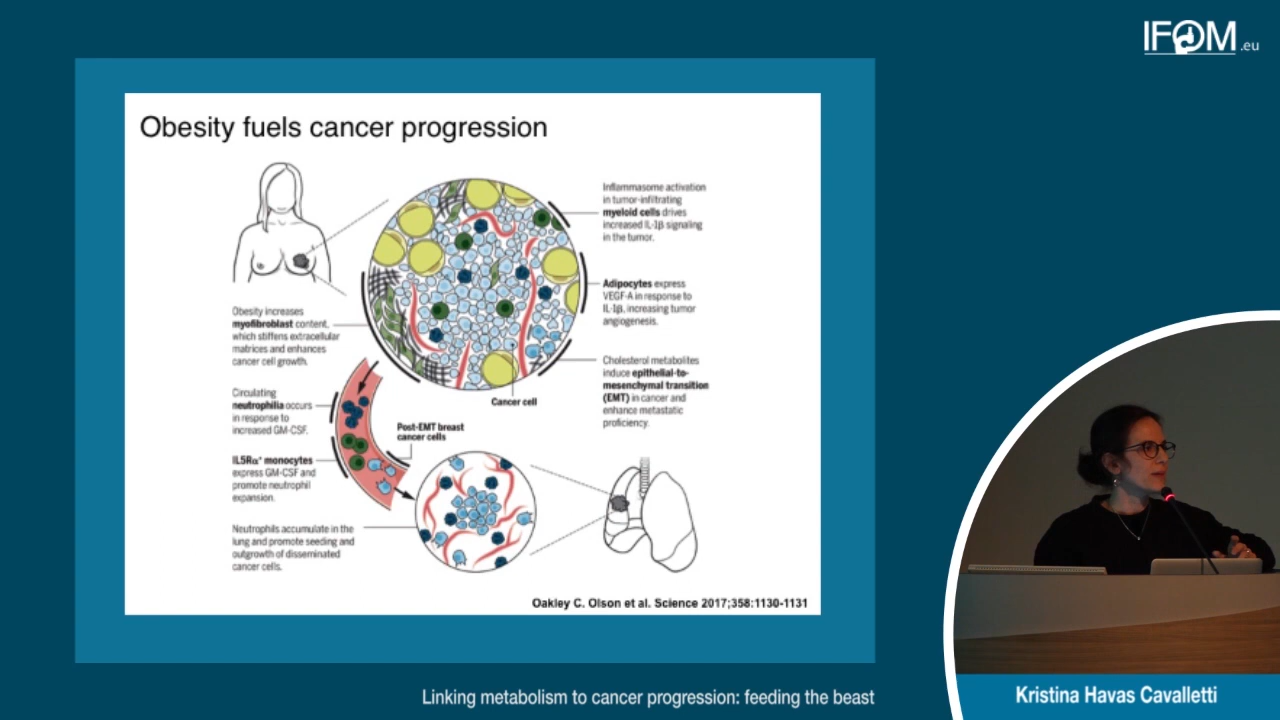 IFOM.eu
Obesity fuels cancer progression
Inflammasome activation
in tumor-infiltrating
myeloid cells drives
increased IL-1β signaling
in the tumor.
Adipocytes express
VEGF-A in response to
IL-1β, increasing tumor
angiogenesis.
Cholesterol metabolites
induce epithelial-to-
mesenchymal transition
(EMT) in cancer and
enhance metastatic
proficiency.
Obesity increases
myofibroblast content,
which stiffens extracellular
matrices and enhances
cancer cell growth.
Circulating
neutrophilia occurs
in response to
increased GM-CSF.
IL5Rα⁺ monocytes
express GM-CSF and
promote neutrophil
expansion.
Neutrophils accumulate in the
lung and promote seeding and
outgrowth of disseminated
cancer cells.
Cancer cell
Post-EMT breast
cancer cells
Oakley C. Olson et al. Science 2017;358:1130-1131
Linking metabolism to cancer progression: feeding the beast
Kristina Havas Cavalletti